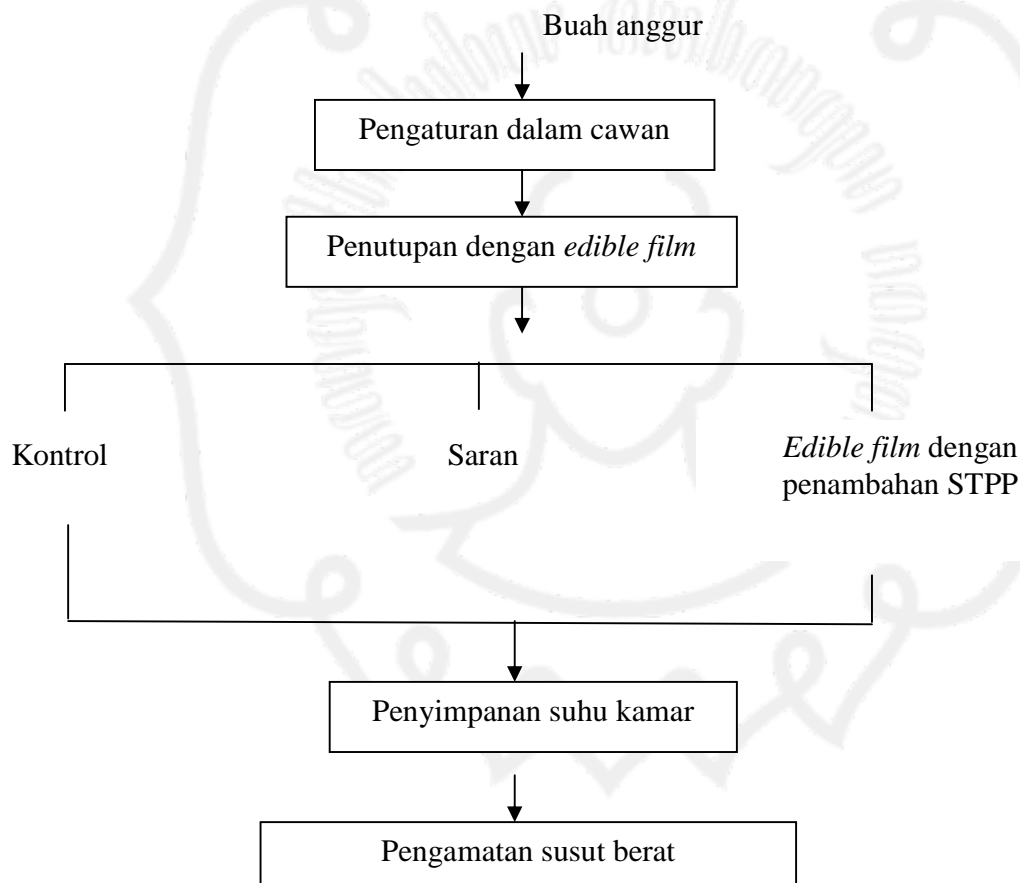 Buah anggur
Pengaturan dalam cawan
Penutupan dengan edible film
Kontrol
Saran
Edible film dengan
penambahan STPP
Penyimpanan suhu kamar
Pengamatan susut berat